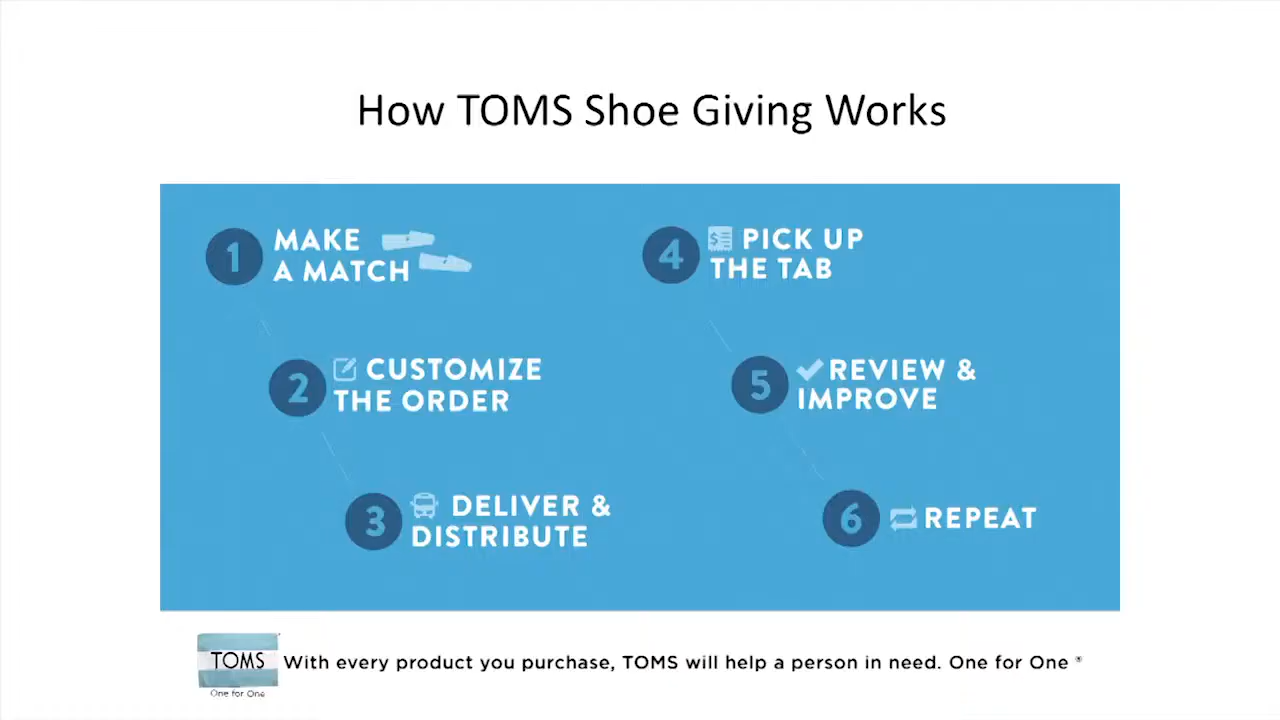 How TOMS Shoe Giving Works
1 MAKE
A MATCH
2 CUSTOMIZE
THE ORDER
3 DELIVER &
DISTRIBUTE
4 PICK UP
THE TAB
5 REVIEW &
IMPROVE
6 REPEAT
TOMS
One for One
With every product you purchase, TOMS will help a person in need. One for One ®